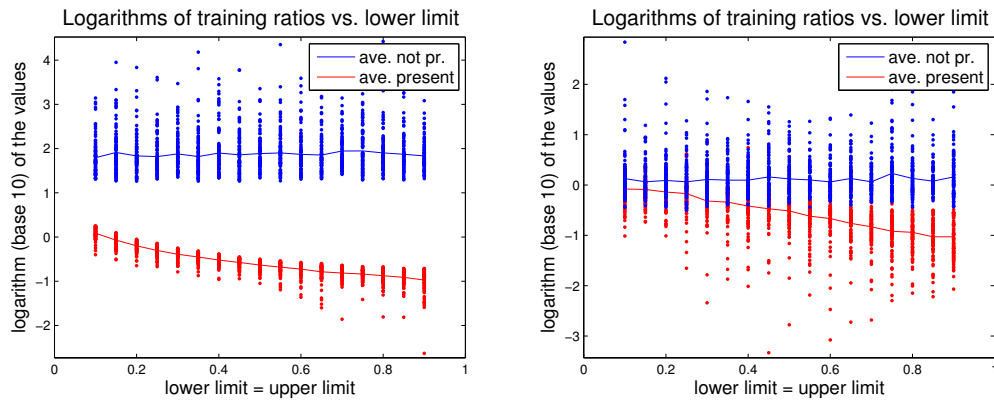 Logarithms of training ratios vs. lower limit
logarithm (base 10) of the values
4
3
2
1
0
−1
−2
ave. not pr.
ave. present
0
0.2
0.4
0.6
0.8
1
lower limit = upper limit
Logarithms of training ratios vs. lower limit
logarithm (base 10) of the values
2
1
0
−1
−2
−3
ave. not pr.
ave. present
0
0.2
0.4
0.6
0.8
1
lower limit = upper limit